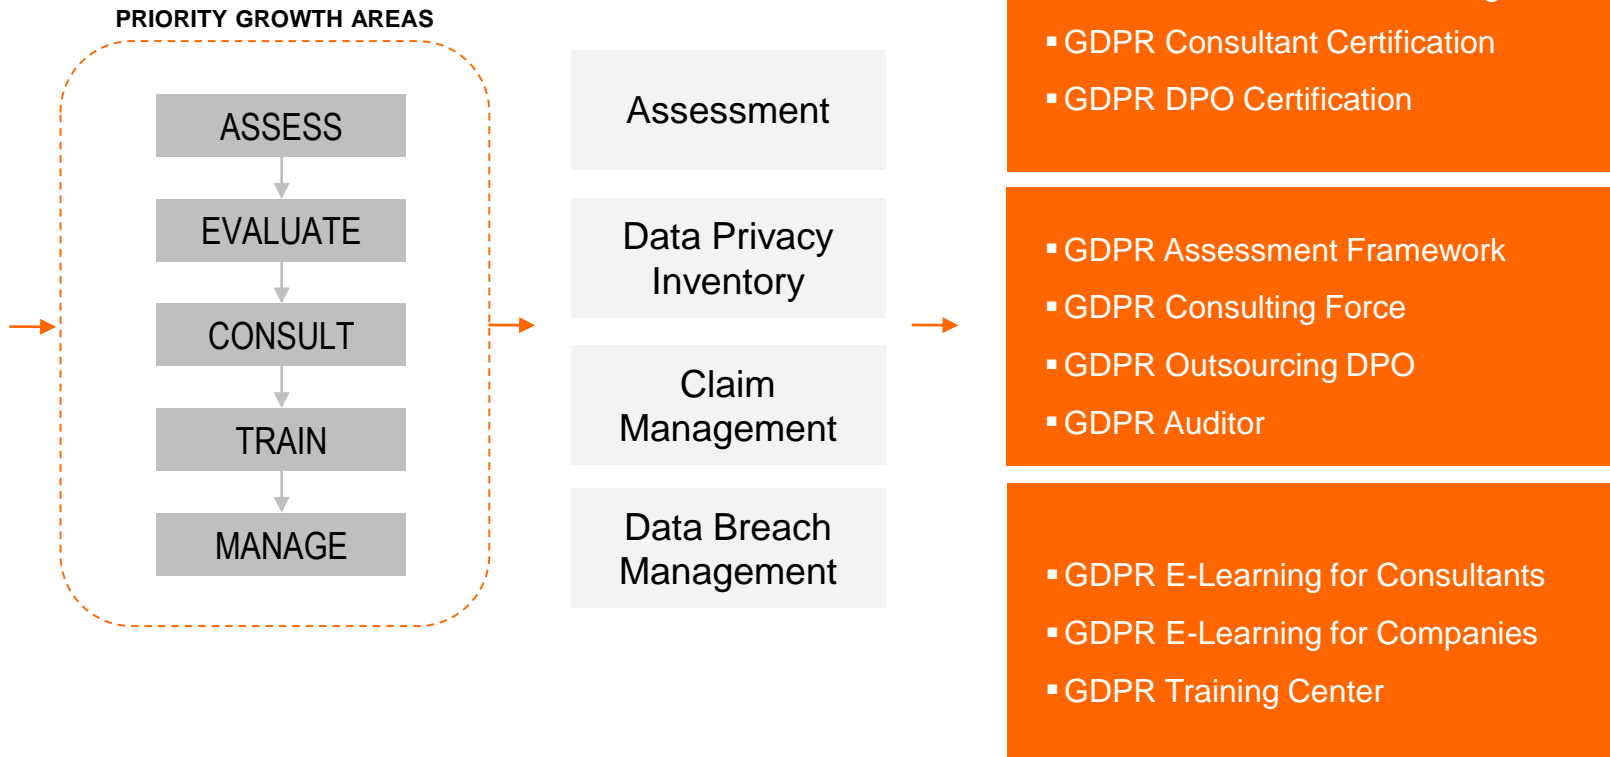 PRIORITY GROWTH AREAS
ASSESS
EVALUATE
CONSULT
TRAIN
MANAGE
Assessment
Data Privacy
Inventory
Claim
Management
Data Breach
Management
▪ GDPR Consultant Certification
▪ GDPR DPO Certification
▪ GDPR Assessment Framework
▪ GDPR Consulting Force
▪ GDPR Outsourcing DPO
▪ GDPR Auditor
▪ GDPR E-Learning for Consultants
▪ GDPR E-Learning for Companies
▪ GDPR Training Center